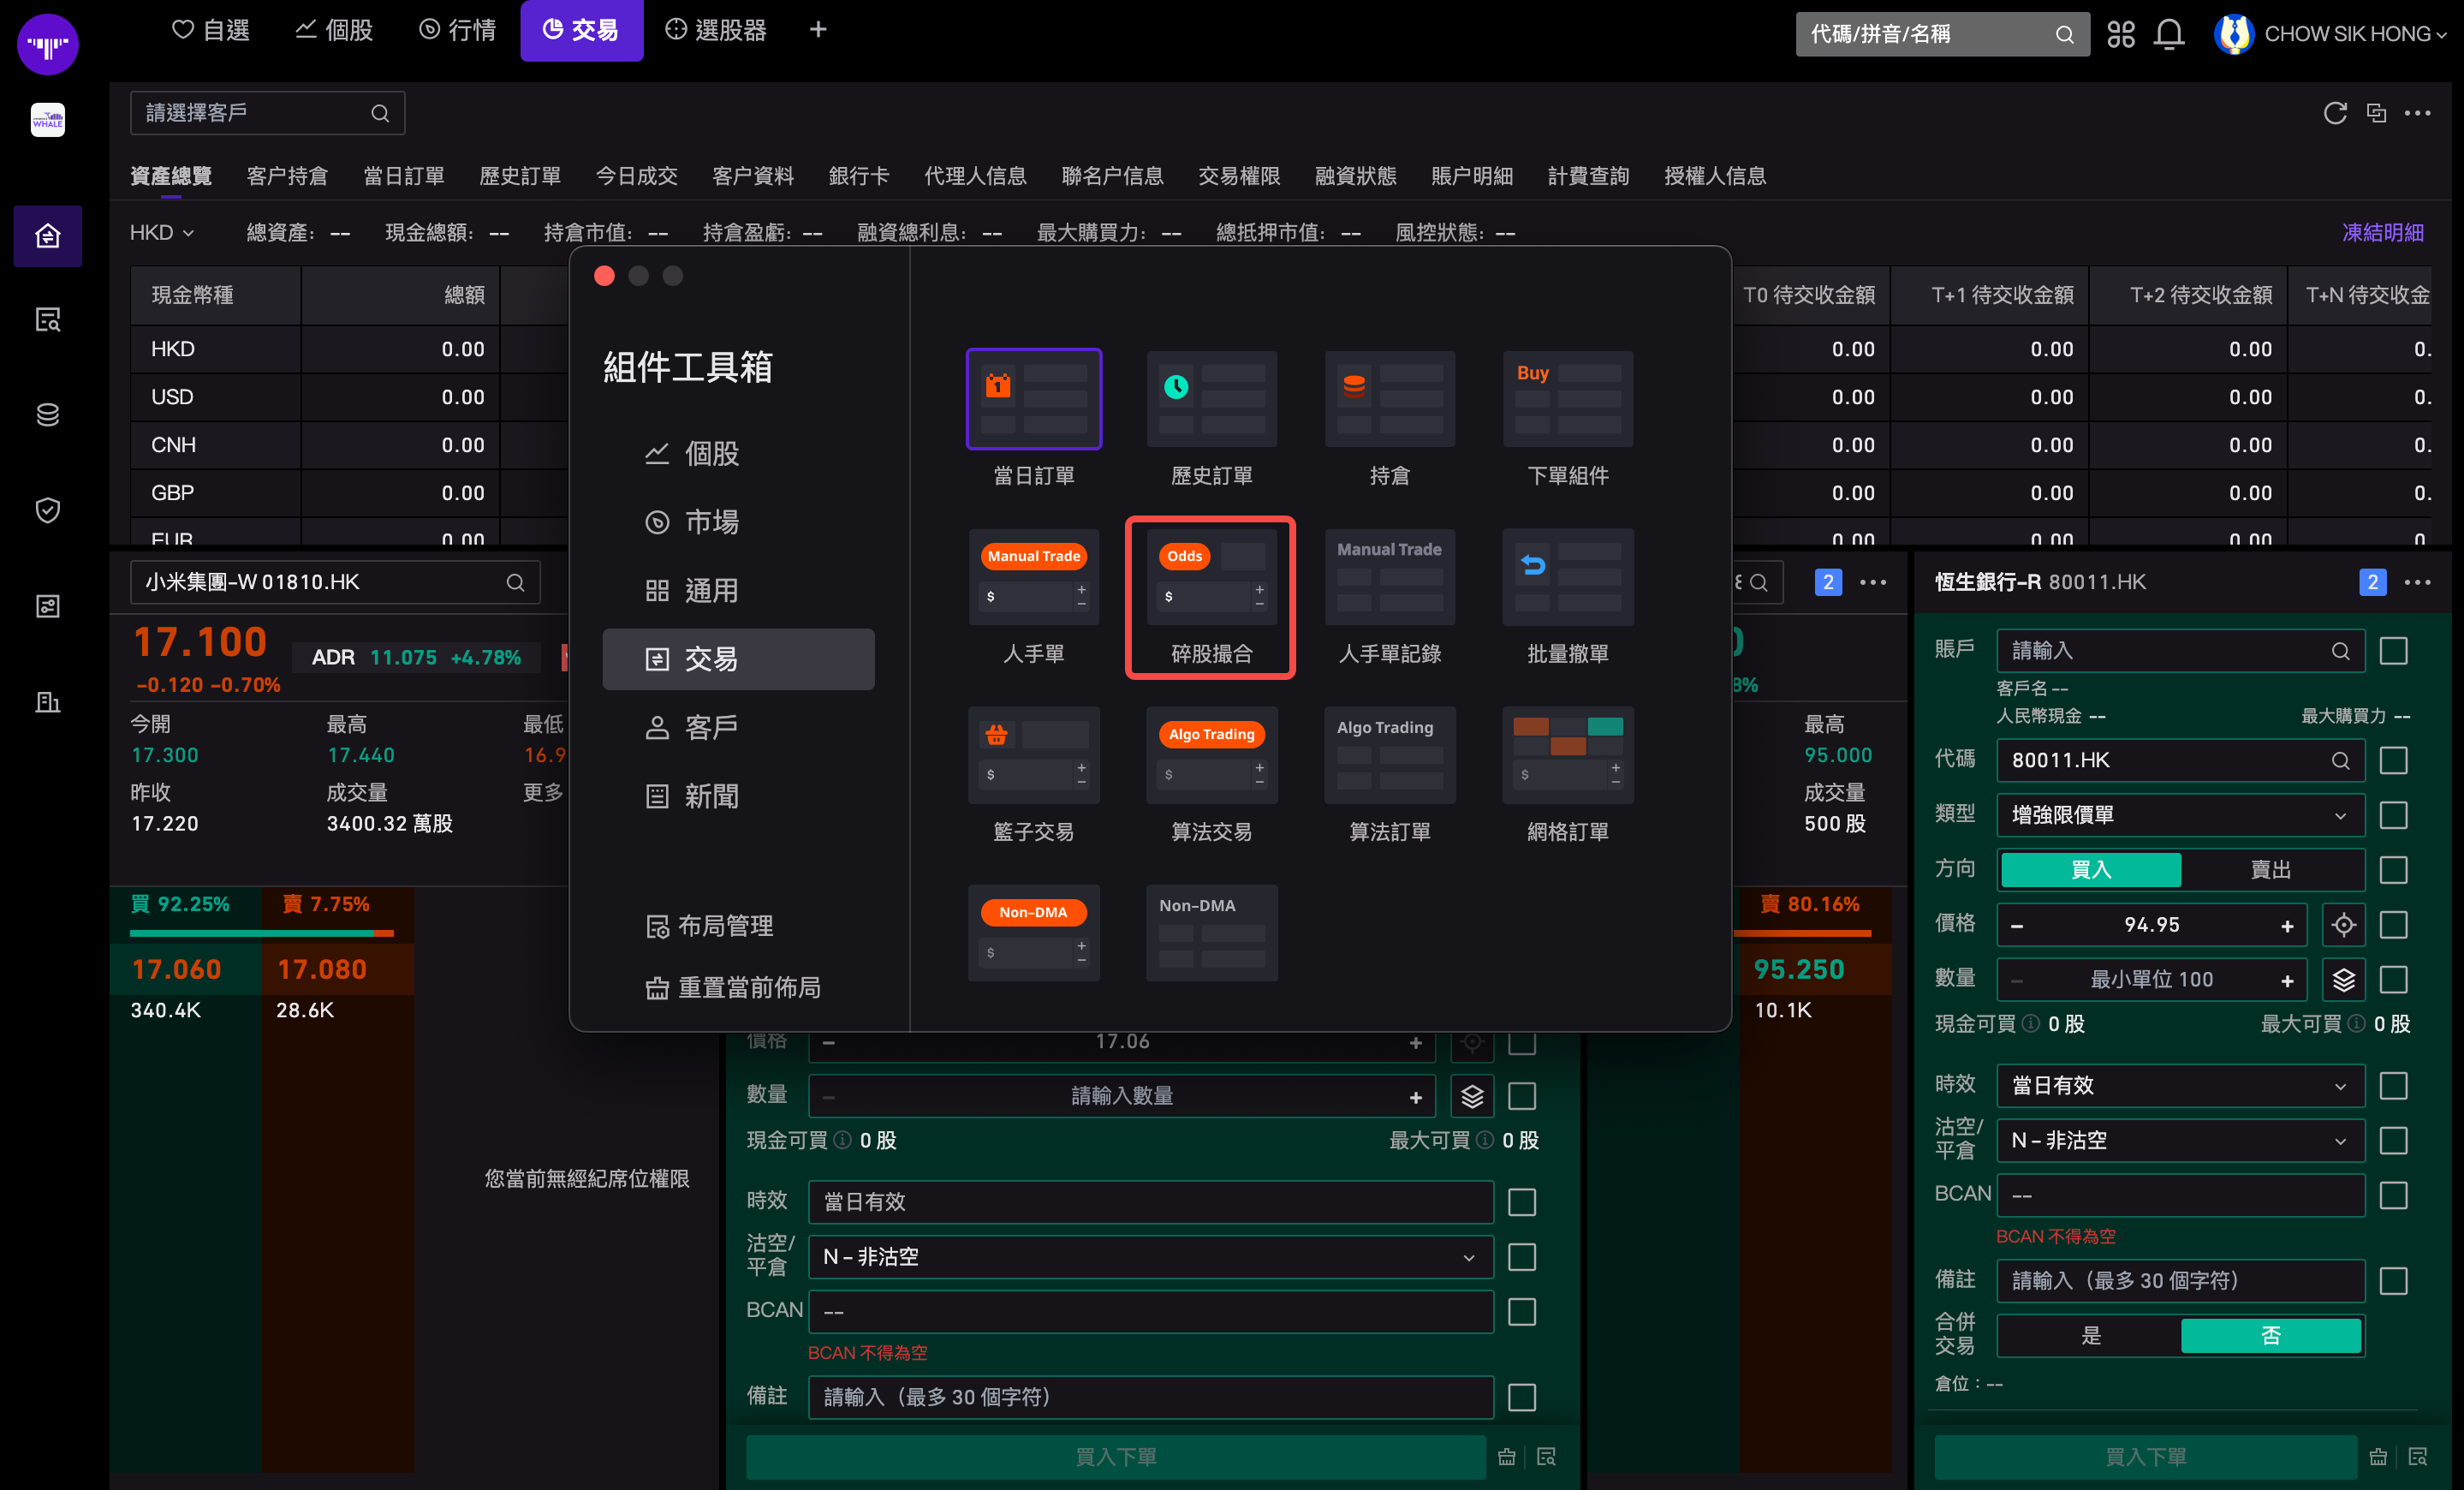 自選
個股
行情
交易
選股器
代碼/拼音/名稱
CHOW SIK HONG
WHALE
請選擇客戶
資產總覽 客户持倉 當日訂單 歷史訂單 今日成交 客户資料 銀行卡 代理人信息 聯名户信息 交易權限 融資狀態 賬户明細 計費查詢 授權人信息
HKD 總資產: -- 現金總額: -- 持倉市值: -- 持倉盈虧: -- 融資總利息: -- 最大購買力: -- 總抵押市值: -- 風控狀態: --
凍結明細
現金幣種 總額 T0 待交收金額 T+1 待交收金額 T+2 待交收金額 T+N 待交收金
HKD 0.00 0.00 0.00 0.00 0.
USD 0.00 0.00 0.00 0.00 0.
CNH 0.00 0.00 0.00 0.00 0.
GBP 0.00 0.00 0.00 0.00 0.
EUR 0.00 0.00 0.00 0.00 0.
組件工具箱
個股
市場
通用
交易
客戶
新聞
布局管理
重置當前佈局
1
Buy
當日訂單 歷史訂單 持倉 下單組件
Manual Trade
$ + −
Odds
$ + −
Manual Trade
人手單 碎股撮合 人手單記錄 批量撤單
$ + −
Algo Trading
$ + −
Algo Trading
$ + −
籃子交易 算法交易 算法訂單 網格訂單
Non-DMA
$ + −
Non-DMA
小米集團-W 01810.HK
17.100
-0.120 -0.70%
ADR 11.075 +4.78%
今開 最高 最低
17.300 17.440 16.9
昨收 成交量 更多
17.220 3400.32 萬股
買 92.25% 賣 7.75%
17.060 17.080
340.4K 28.6K
您當前無經紀席位權限
價格 − 17.06 +
數量 − 請輸入數量 +
現金可買 0 股 最大可買 0 股
時效 當日有效
沽空/
平倉
N - 非沽空
BCAN --
BCAN 不得為空
備註 請輸入（最多 30 個字符）
買入下單
2
8%
最高
95.000
成交量
500 股
賣 80.16%
95.250
10.1K
恆生銀行-R 80011.HK
2
賬戶 請輸入
客戶名 --
人民幣現金 -- 最大購買力 --
代碼 80011.HK
類型 增強限價單
方向 買入 賣出
價格 − 94.95 +
數量 − 最小單位 100 +
現金可買 0 股 最大可買 0 股
時效 當日有效
沽空/
平倉
N - 非沽空
BCAN --
BCAN 不得為空
備註 請輸入（最多 30 個字符）
合併
交易
是 否
倉位：--
買入下單